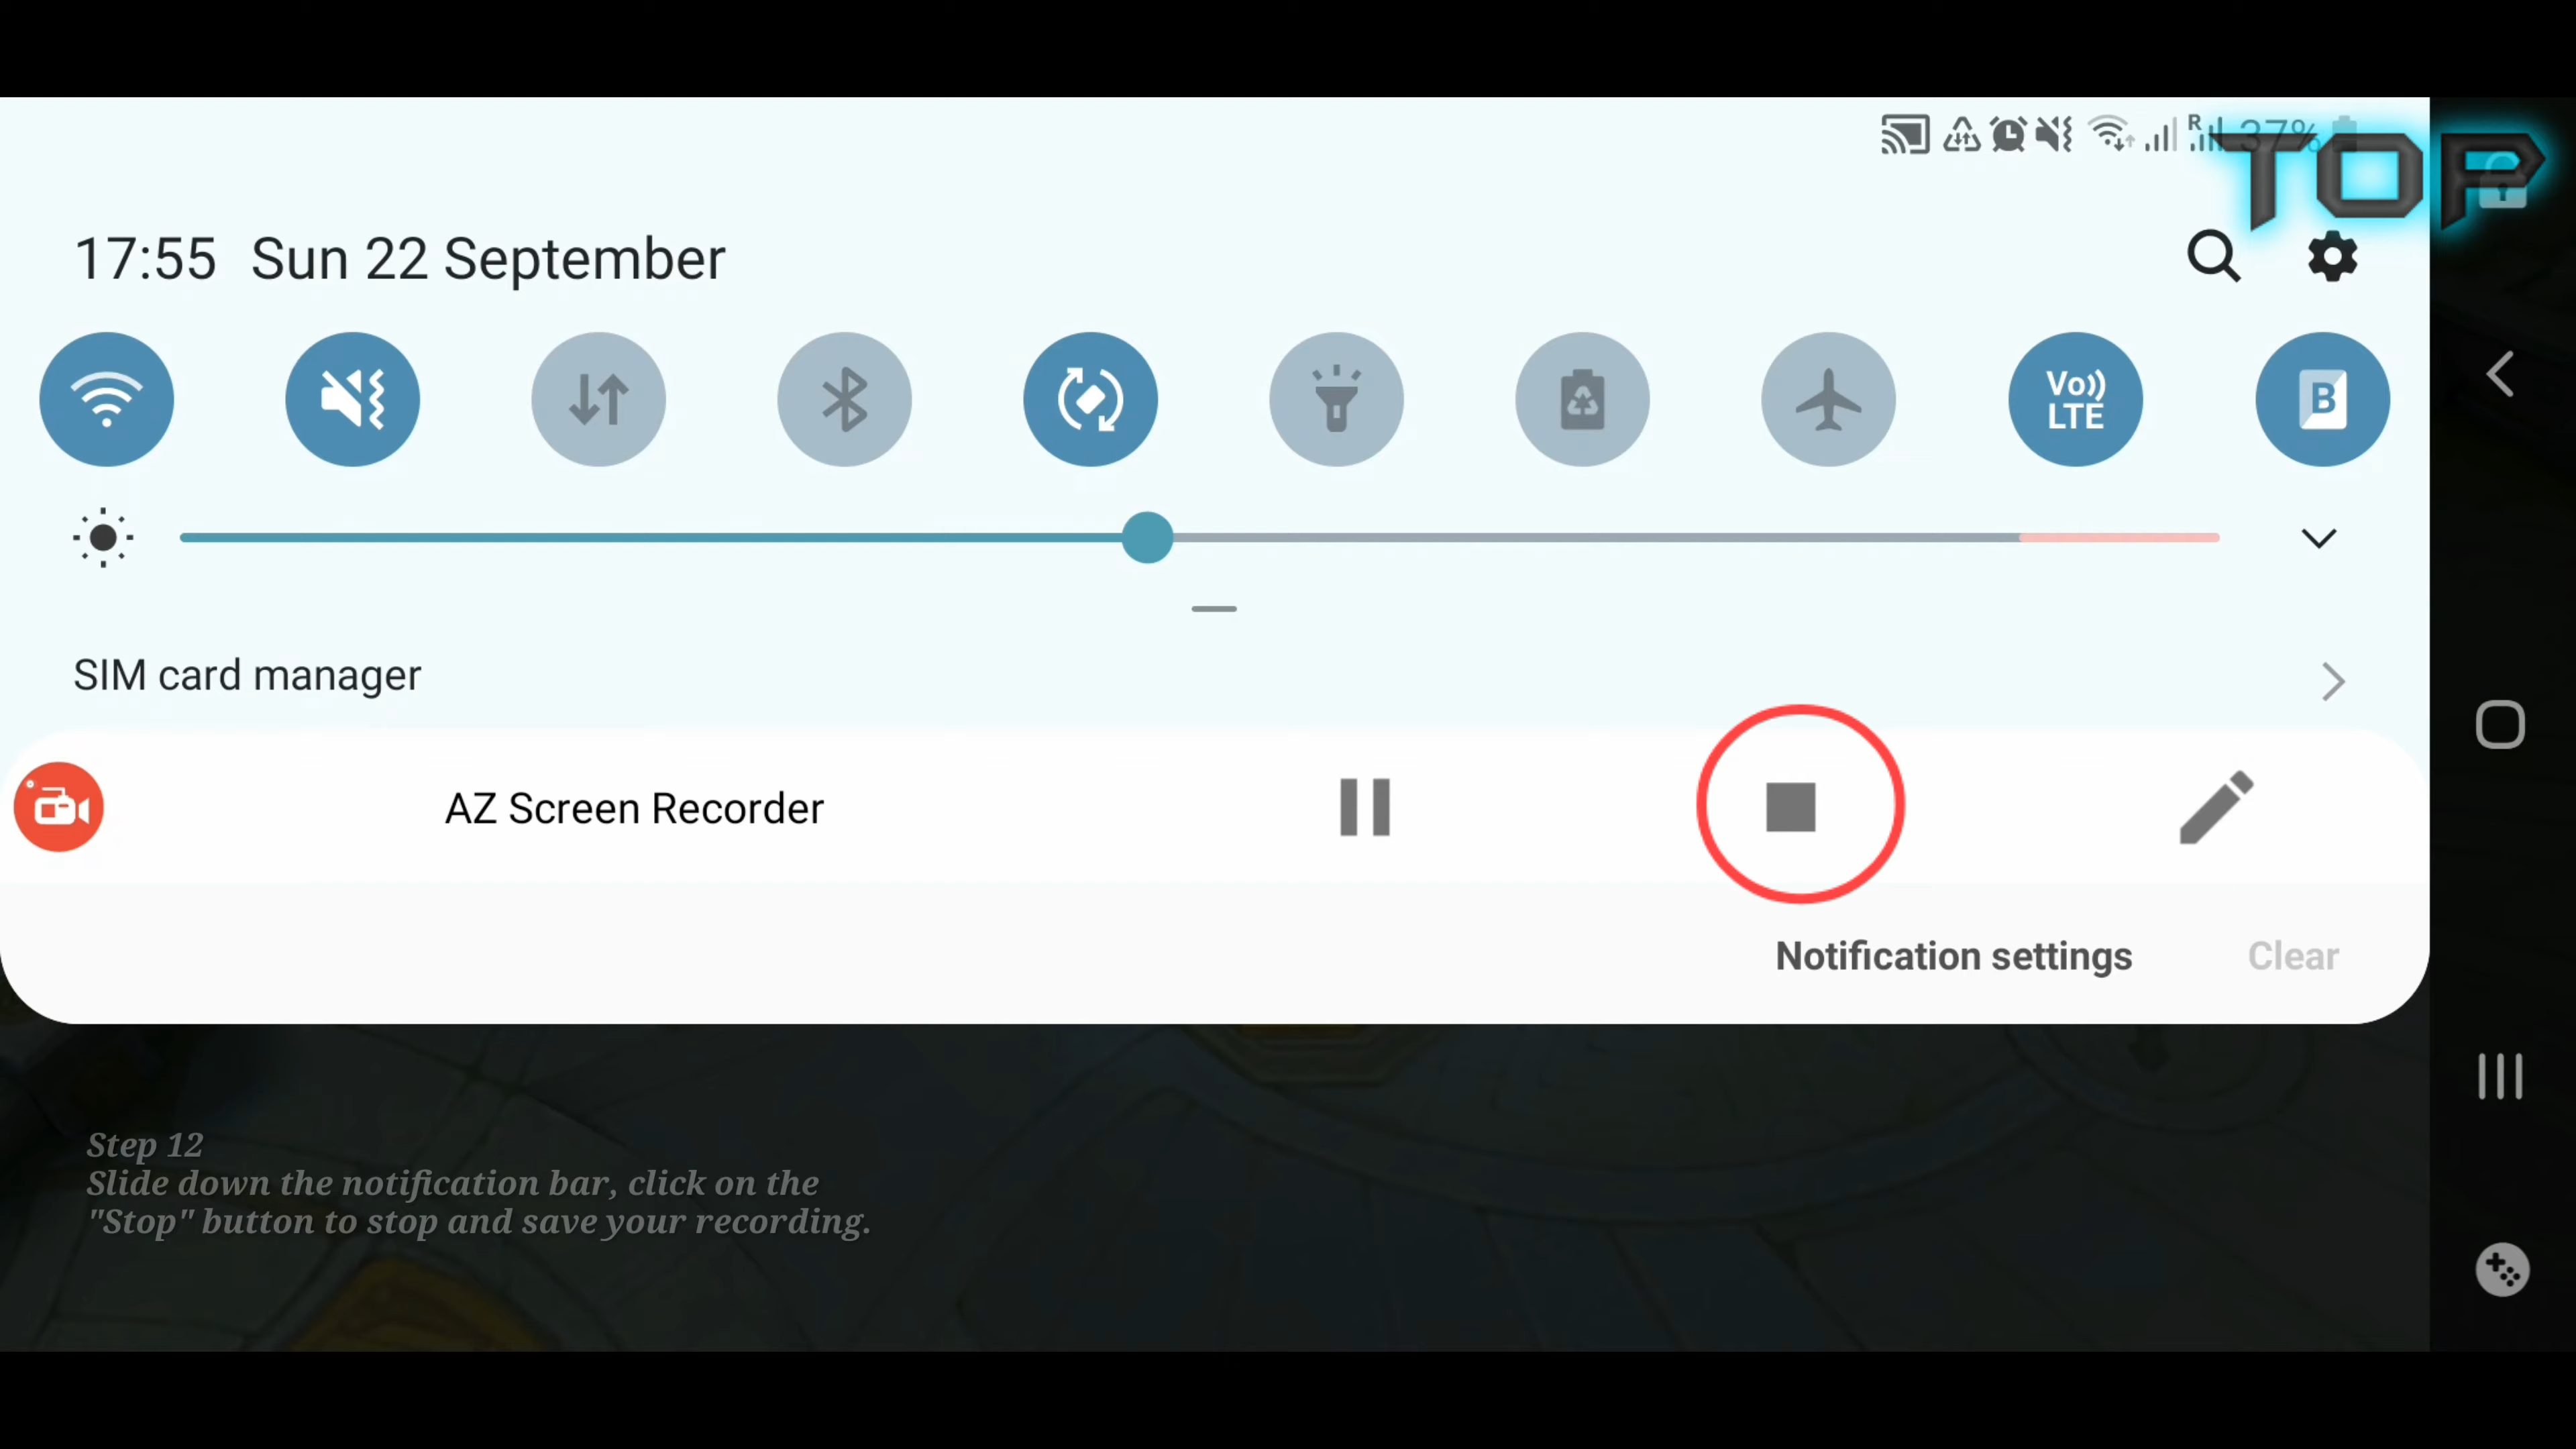 R 37%
TOP
17:55 Sun 22 September
Vo)) LTE
B
SIM card manager
AZ Screen Recorder
Notification settings Clear
Step 12
Slide down the notification bar, click on the
"Stop" button to stop and save your recording.